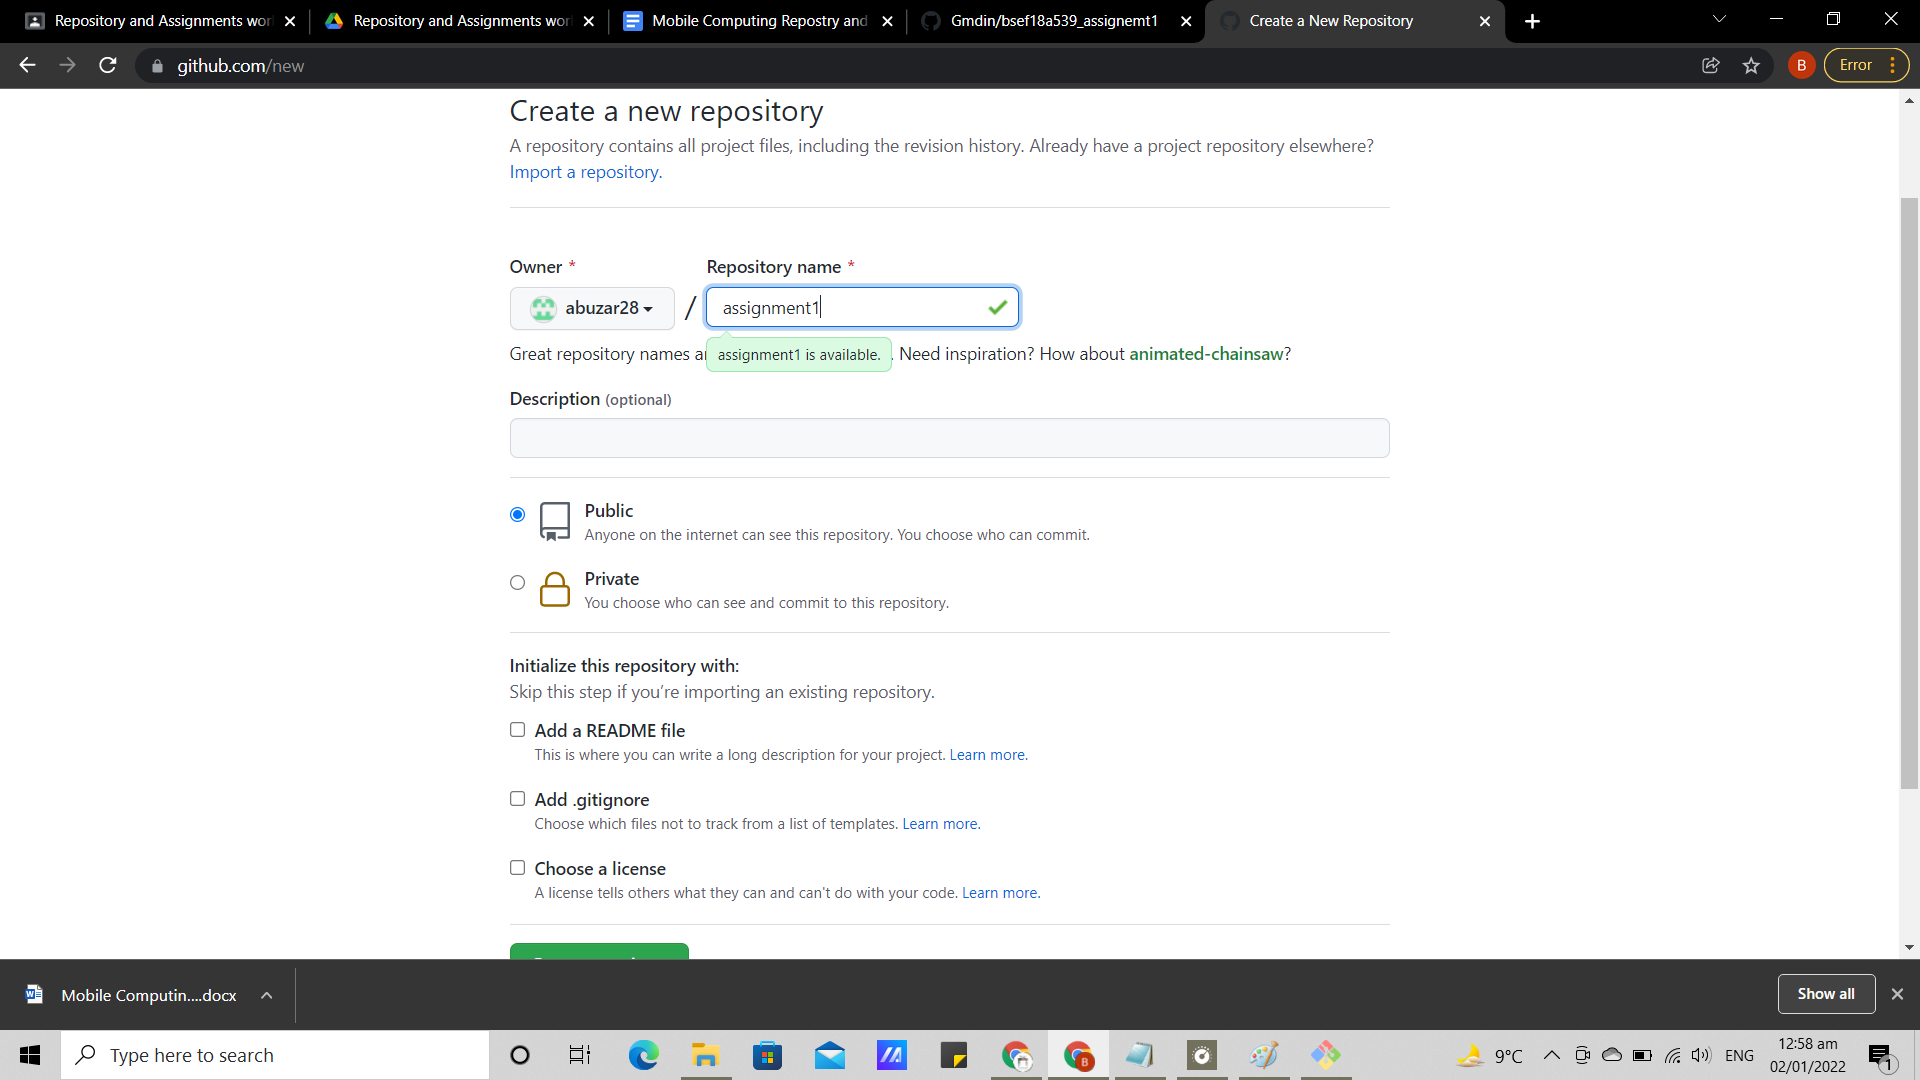 Repository and Assignments wor
Repository and Assignments wor
Mobile Computing Repostry and
Gmdin/bsef18a539_assignemt1
Create a New Repository
github.com/new
B
Error
Create a new repository
A repository contains all project files, including the revision history. Already have a project repository elsewhere?
Import a repository.
Owner *
Repository name *
abuzar28
/
assignment1
Great repository names a
assignment1 is available.
. Need inspiration? How about animated-chainsaw?
Description (optional)
Public
Anyone on the internet can see this repository. You choose who can commit.
Private
You choose who can see and commit to this repository.
Initialize this repository with:
Skip this step if you’re importing an existing repository.
Add a README file
This is where you can write a long description for your project. Learn more.
Add .gitignore
Choose which files not to track from a list of templates. Learn more.
Choose a license
A license tells others what they can and can't do with your code. Learn more.
Mobile Computin....docx
Show all
Type here to search
B
9°C
ENG
12:58 am
02/01/2022
1